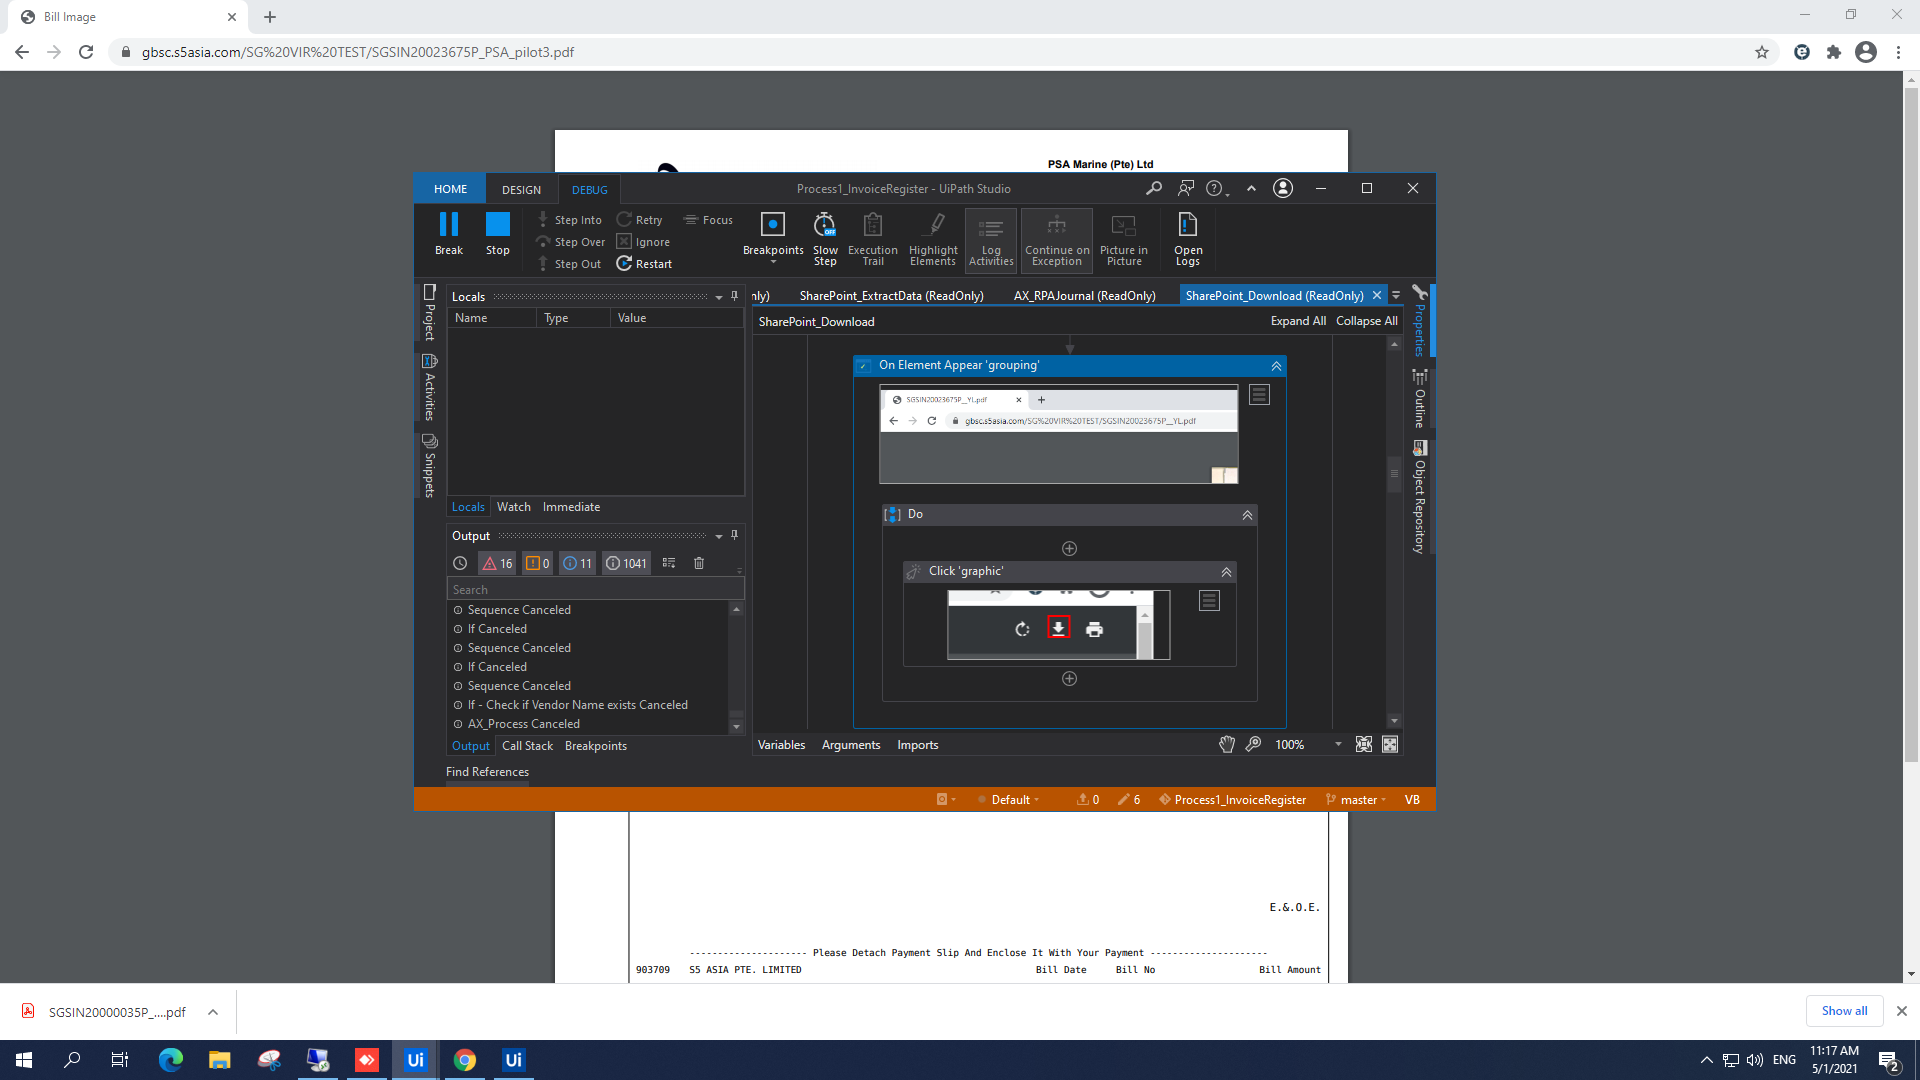 Bill Image
gbsc.s5asia.com/SG%20VIR%20TEST/SGSIN20023675P_PSA_pilot3.pdf
PSA Marine (Pte) Ltd
HOME
DESIGN
DEBUG
Process1_InvoiceRegister - UiPath Studio
Break
Stop
Step Into
Step Over
Step Out
Retry
Ignore
Restart
Focus
Breakpoints
Slow Step
OFF
Execution Trail
Highlight Elements
Log Activities
Continue on Exception
Picture in Picture
Open Logs
Project
Activities
Snippets
Locals
Name Type Value
Locals Watch Immediate
Output
16 0 11 1041
Search
Sequence Canceled
If Canceled
Sequence Canceled
If Canceled
Sequence Canceled
If - Check if Vendor Name exists Canceled
AX_Process Canceled
Output Call Stack Breakpoints
Find References
nly) SharePoint_ExtractData (ReadOnly) AX_RPAJournal (ReadOnly) SharePoint_Download (ReadOnly)
SharePoint_Download Expand All Collapse All
On Element Appear 'grouping'
SGSIN20023675P__YL.pdf
gbsc.s5asia.com/SG%20VIR%20TEST/SGSIN20023675P__YL.pdf
Do
Click 'graphic'
Variables Arguments Imports 100%
Properties
Outline
Object Repository
Default 0 6 Process1_InvoiceRegister master VB
E.&.O.E.
--------------------- Please Detach Payment Slip And Enclose It With Your Payment ---------------------
903709 S5 ASIA PTE. LIMITED Bill Date Bill No Bill Amount
SGSIN20000035P_....pdf
Show all
Ui
Ui
ENG
11:17 AM
5/1/2021
2